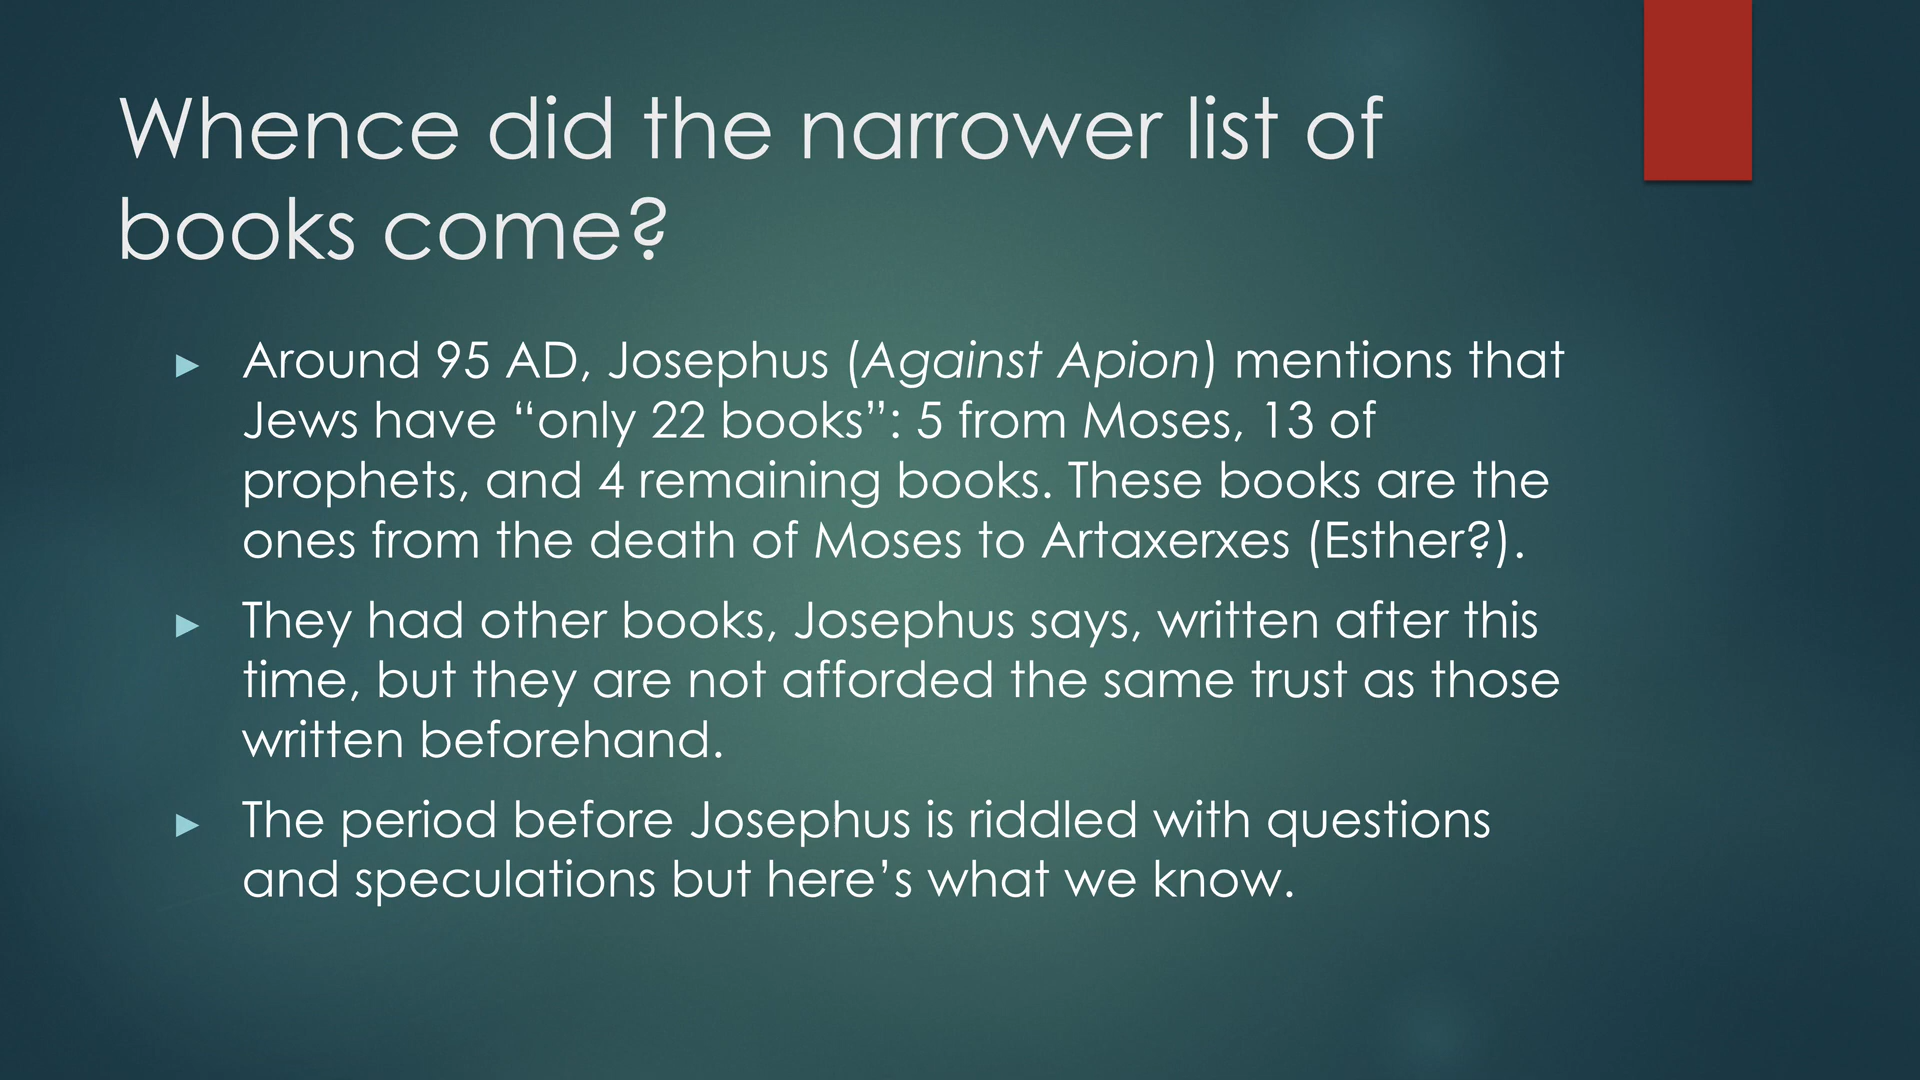 Whence did the narrower list of
books come?
► Around 95 AD, Josephus (Against Apion) mentions that
Jews have “only 22 books”: 5 from Moses, 13 of
prophets, and 4 remaining books. These books are the
ones from the death of Moses to Artaxerxes (Esther?).
► They had other books, Josephus says, written after this
time, but they are not afforded the same trust as those
written beforehand.
► The period before Josephus is riddled with questions
and speculations but here’s what we know.